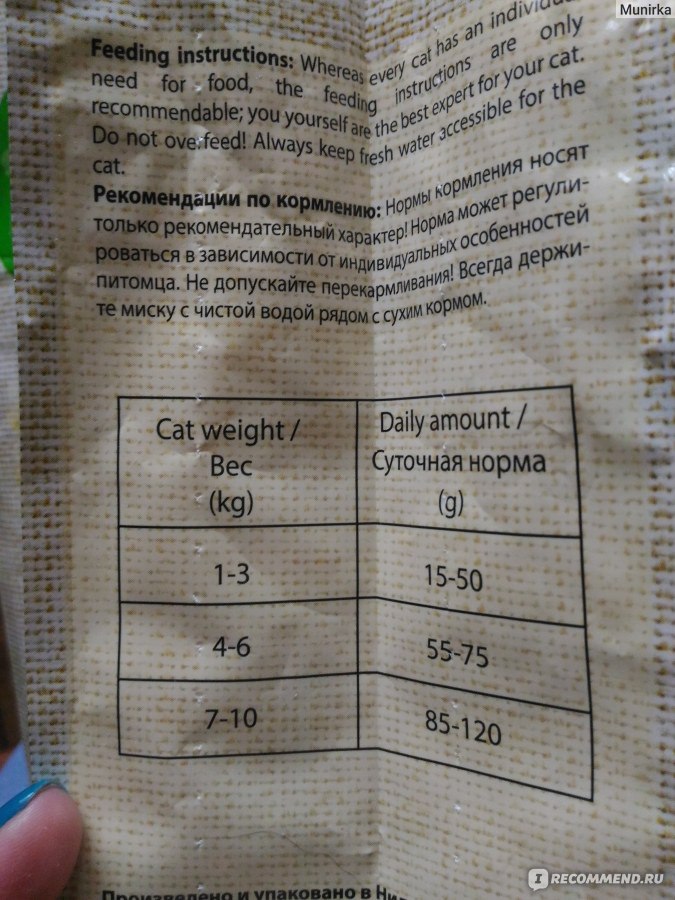 Munirka
Feeding instructions: Whereas every cat has an individual
need for food, the feeding instructions are only
recommendable; you yourself are the best expert for your cat.
Do not overfeed! Always keep fresh water accessible for the
cat.
Рекомендации по кормлению: Нормы кормления носят
только рекомендательный характер! Норма может регули-
роваться в зависимости от индивидуальных особенностей
питомца. Не допускайте перекармливания! Всегда держи-
те миску с чистой водой рядом с сухим кормом.
Cat weight /
Вес
(kg)
Daily amount /
Суточная норма
(g)
1-3
15-50
4-6
55-75
7-10
85-120
Произведено и упаковано в
IRECOMMEND.RU